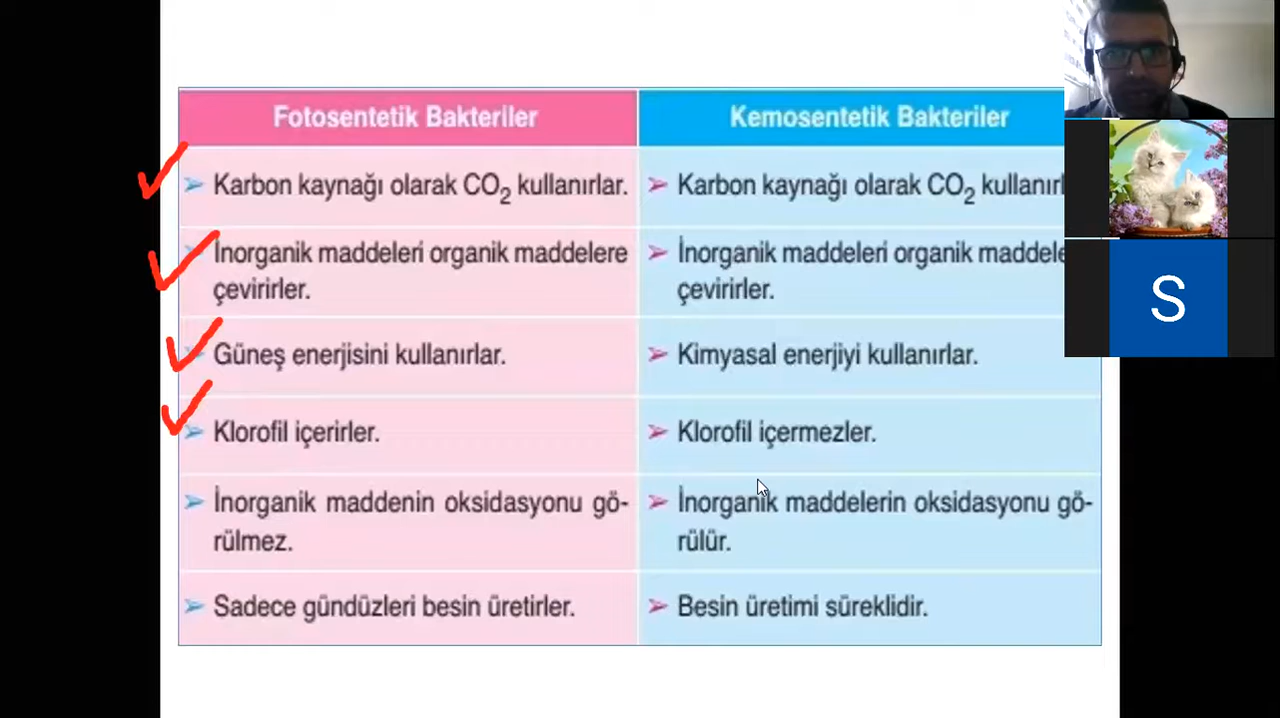 Fotosentetik Bakteriler
Kemosentetik Bakteriler
➢ Karbon kaynağı olarak CO₂ kullanırlar.
➢ Karbon kaynağı olarak CO₂
İnorganik maddeleri organik maddelere
çevirirler.
➢ İnorganik maddeleri organik
çevirirler.
Güneş enerjisini kullanırlar.
➢ Kimyasal enerjiyi kullanırlar.
➢ Klorofil içerirler.
➢ Klorofil içermezler.
➢ İnorganik maddenin oksidasyonu gö-
rülmez.
➢ İnorganik maddelerin oksidasyonu gö-
rülür.
➢ Sadece gündüzleri besin üretirler.
➢ Besin üretimi süreklidir.
S